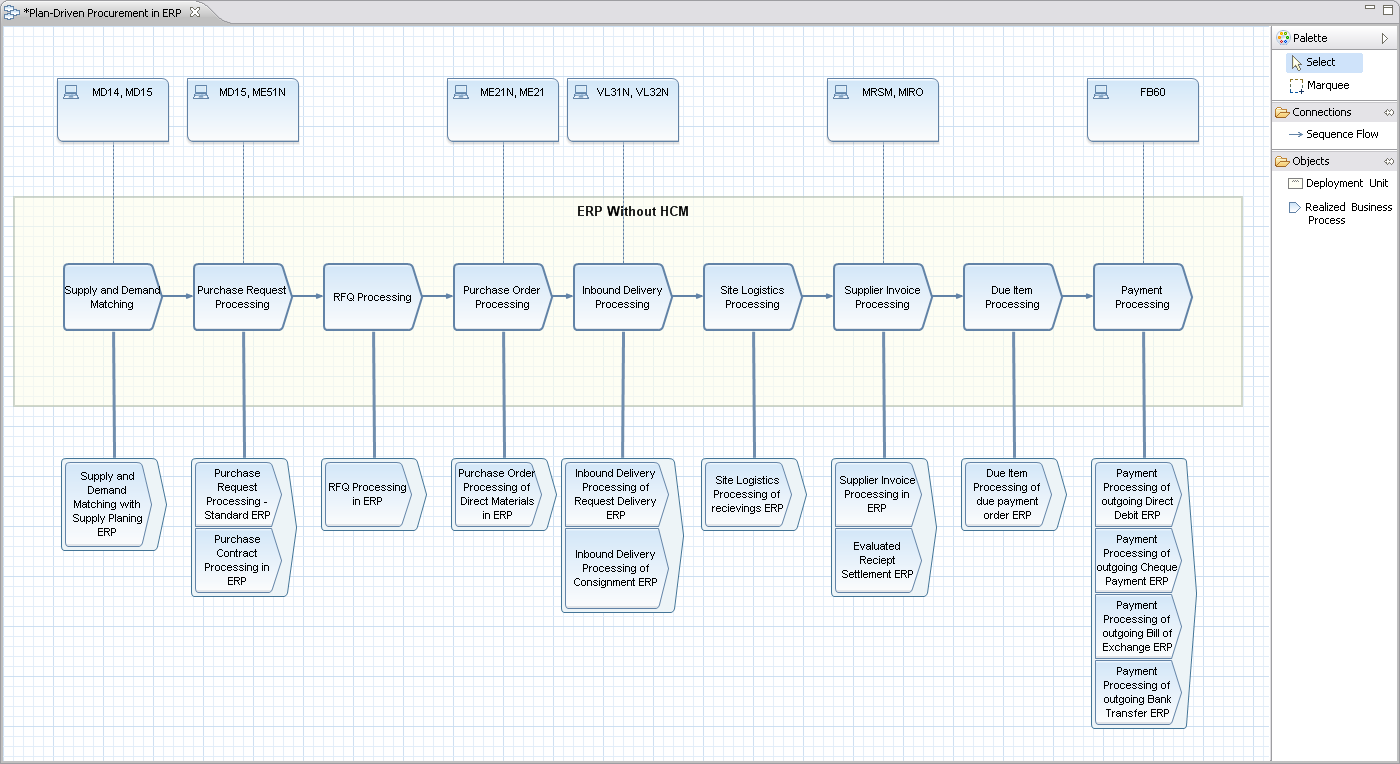 *Plan-Driven Procurement in ERP
MD14, MD15
MD15, ME51N
ME21N, ME21
VL31N, VL32N
MRSM, MIRO
FB60
ERP Without HCM
Supply and Demand
Matching
Purchase Request
Processing
RFQ Processing
Purchase Order
Processing
Inbound Delivery
Processing
Site Logistics
Processing
Supplier Invoice
Processing
Due Item
Processing
Payment
Processing
Supply and
Demand
Matching with
Supply Planing
ERP
Purchase
Request
Processing -
Standard ERP
Purchase
Contract
Processing in
ERP
RFQ Processing
in ERP
Purchase Order
Processing of
Direct Materials
in ERP
Inbound Delivery
Processing of
Request Delivery
ERP
Inbound Delivery
Processing of
Consignment ERP
Site Logistics
Processing of
recievings ERP
Supplier Invoice
Processing in
ERP
Evaluated
Reciept
Settlement ERP
Due Item
Processing of
due payment
order ERP
Payment
Processing of
outgoing Direct
Debit ERP
Payment
Processing of
outgoing Cheque
Payment ERP
Payment
Processing of
outgoing Bill of
Exchange ERP
Payment
Processing of
outgoing Bank
Transfer ERP
Palette
Select
Marquee
Connections
Sequence Flow
Objects
Deployment Unit
Realized Business
Process